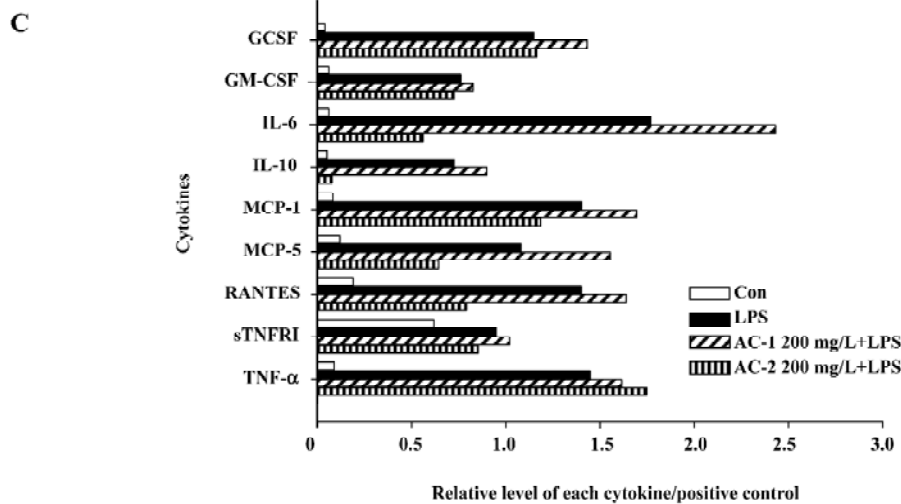 C
Cytokines
GCSF
GM-CSF
IL-6
IL-10
MCP-1
MCP-5
RANTES
sTNFRI
TNF-α
Con
LPS
AC-1 200 mg/L+LPS
AC-2 200 mg/L+LPS
0 0.5 1.0 1.5 2.0 2.5 3.0
Relative level of each cytokine/positive control